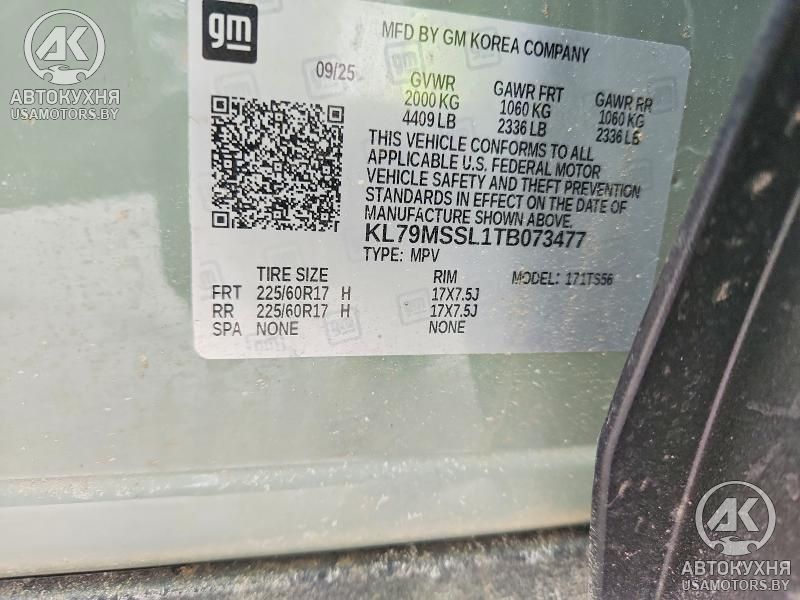 gm
MFD BY GM KOREA COMPANY
09/25
GVWR GAWR FRT GAWR RR
2000 KG 1060 KG 1060 KG
4409 LB 2336 LB 2336 LB
THIS VEHICLE CONFORMS TO ALL
APPLICABLE U.S. FEDERAL MOTOR
VEHICLE SAFETY AND THEFT PREVENTION
STANDARDS IN EFFECT ON THE DATE OF
MANUFACTURE SHOWN ABOVE.
KL79MSSL1TB073477
TYPE: MPV
MODEL: 171TS56
TIRE SIZE RIM
FRT 225/60R17 H 17X7.5J
RR 225/60R17 H 17X7.5J
SPA NONE NONE
АК
АВТОКУХНЯ
USAMOTORS.BY
АК
АВТОКУХНЯ
USAMOTORS.BY